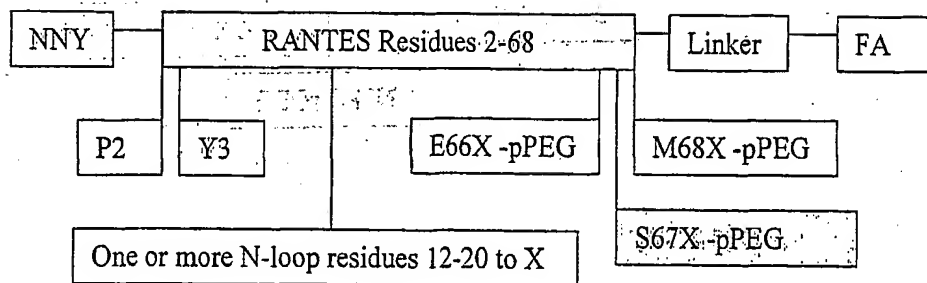 NNY
RANTES Residues 2-68
Linker
FA
P2
Y3
E66X -pPEG
M68X -pPEG
S67X -pPEG
One or more N-loop residues 12-20 to X